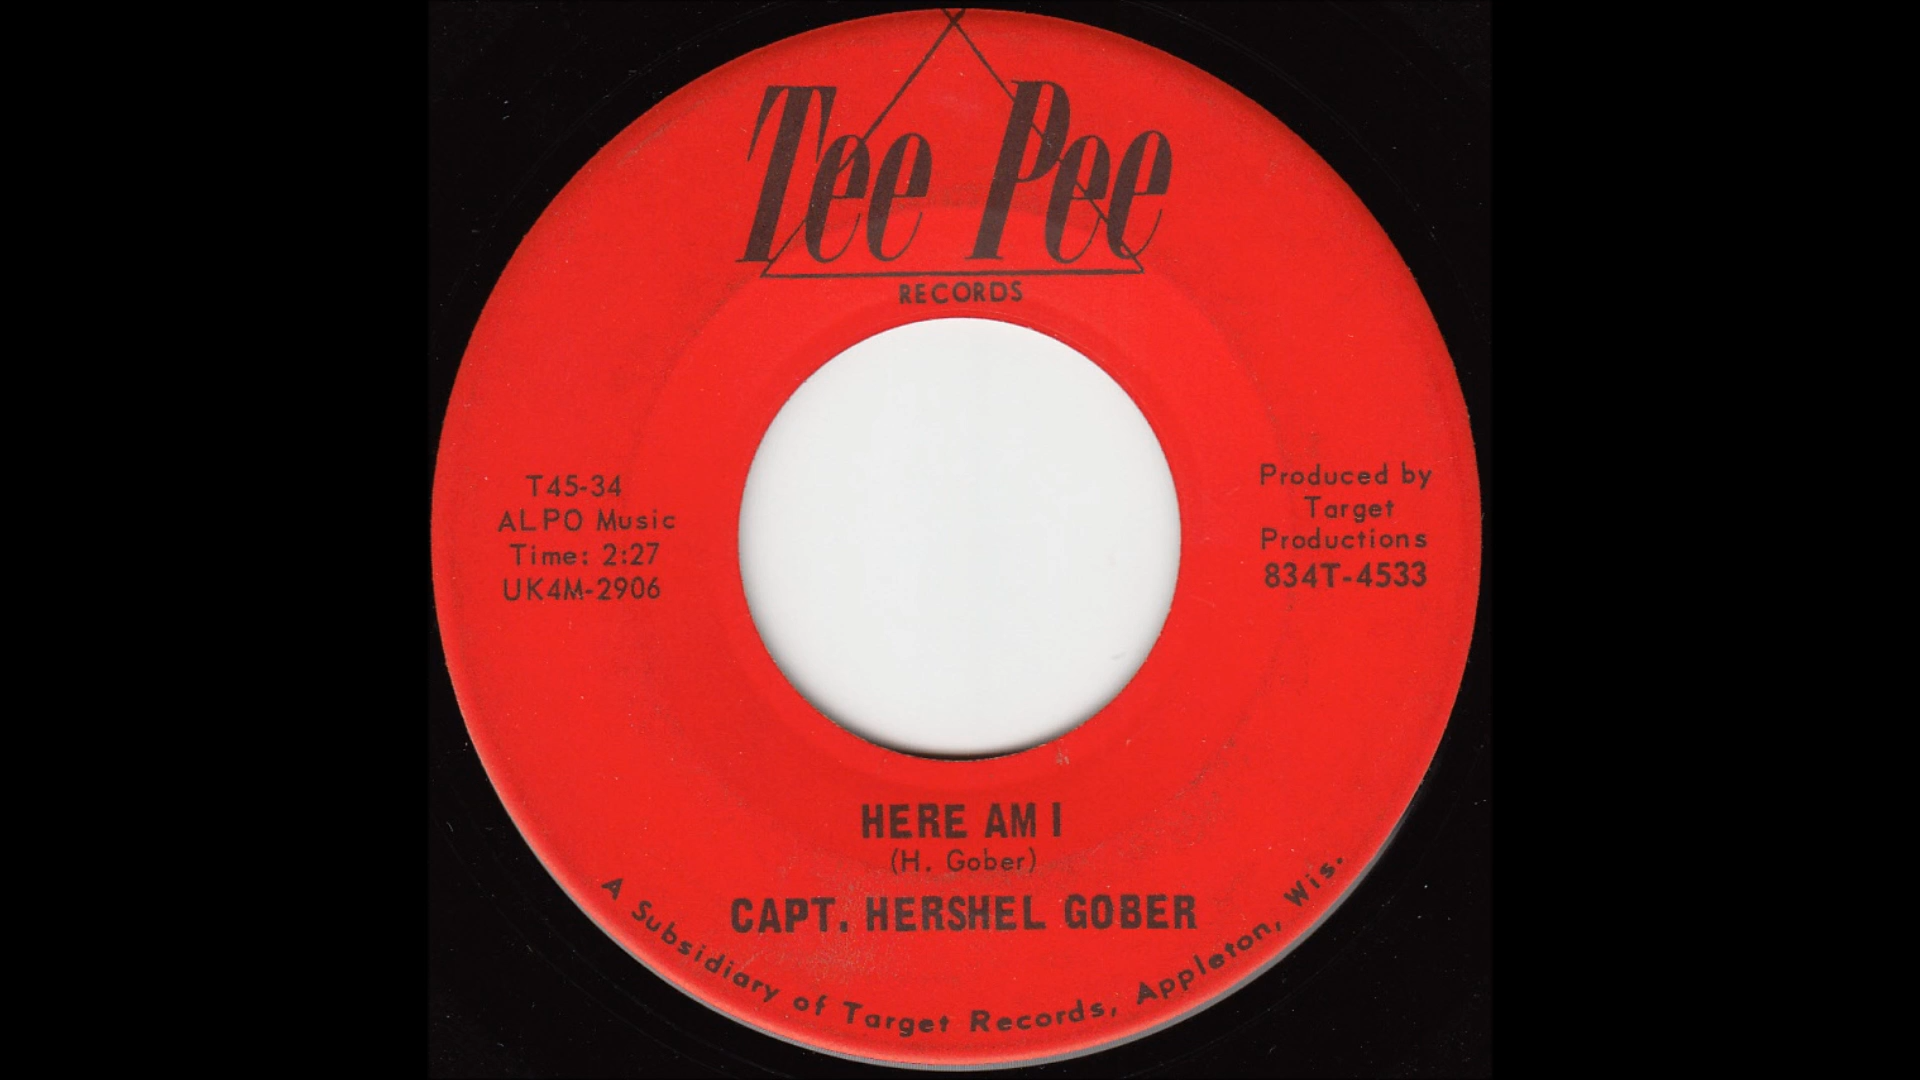 Tee Pee
RECORDS
T45-34
ALPO Music
Time: 2:27
UK4M-2906
Produced by
Target
Productions
834T-4533
HERE AM I
(H. Gober)
CAPT. HERSHEL GOBER
A Subsidiary of Target Records, Appleton, Wis.